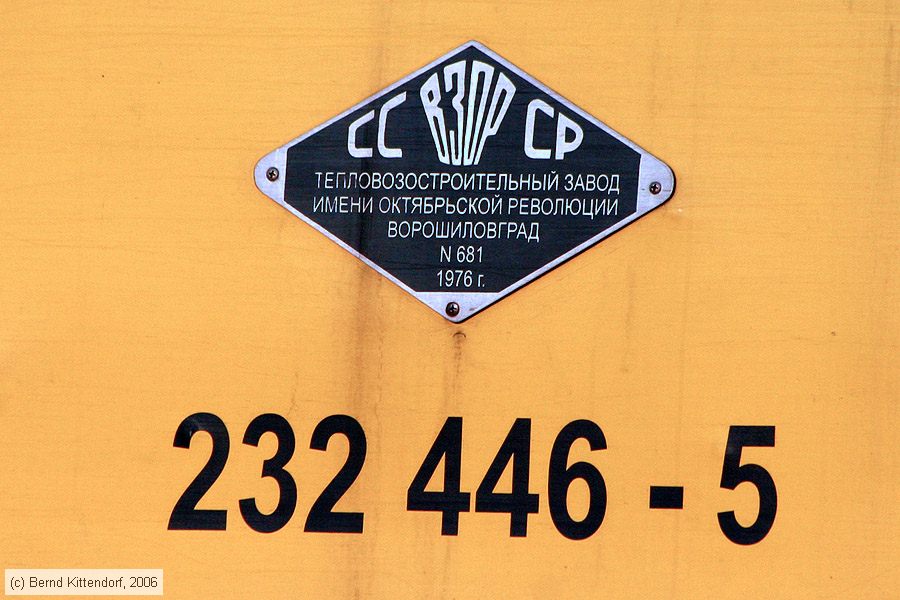 СС ВЗОР СР
ТЕПЛОВОЗОСТРОИТЕЛЬНЫЙ ЗАВОД
ИМЕНИ ОКТЯБРЬСКОЙ РЕВОЛЮЦИИ
ВОРОШИЛОВГРАД
N 681
1976 г.
232 446 - 5
(c) Bernd Kittendorf, 2006